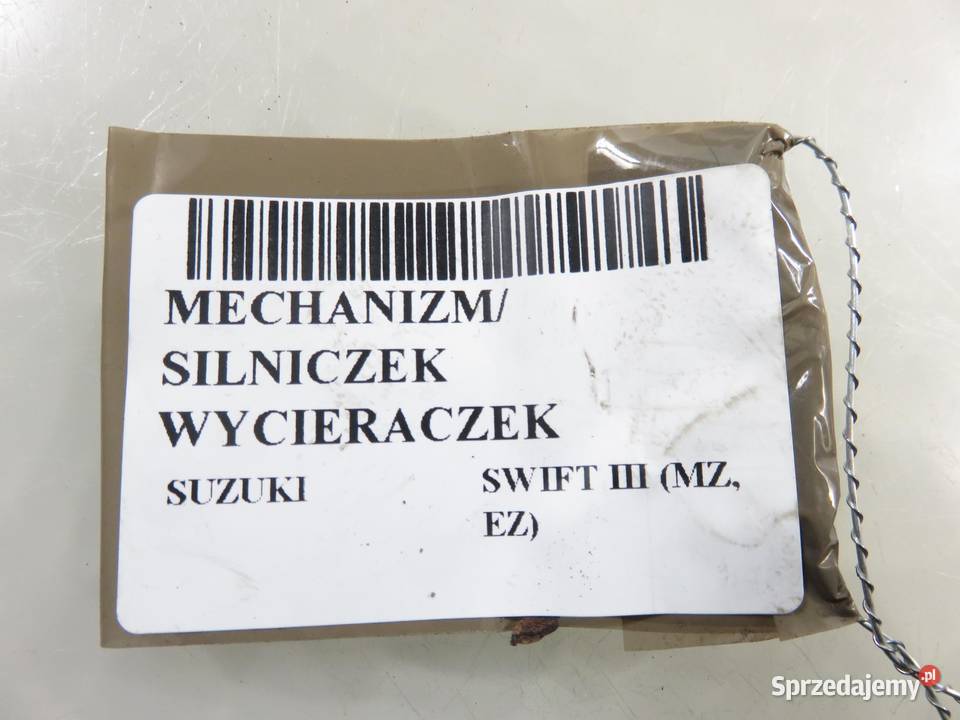 MECHANIZM/
SILNICZEK
WYCIERACZEK
SUZUKI SWIFT III (MZ,
EZ)
Sprzedajemy.pl